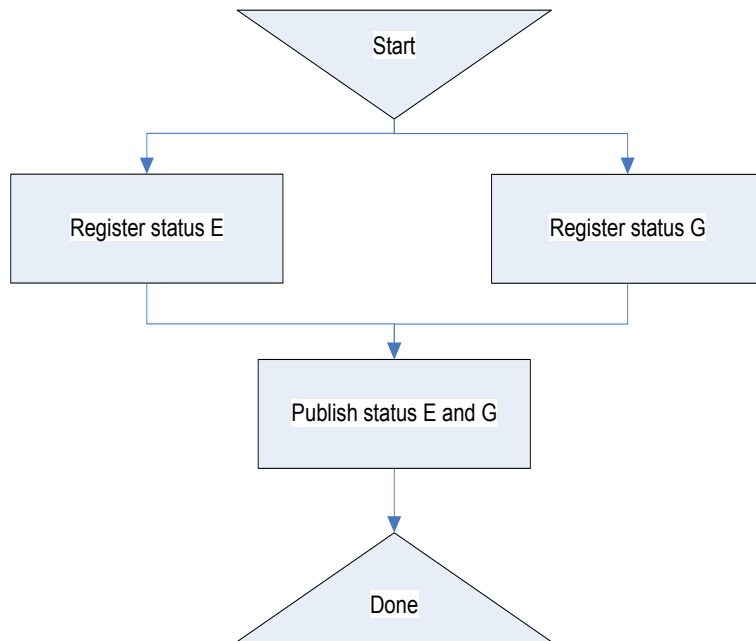 Start
Register status E
Register status G
Publish status E and G
Done